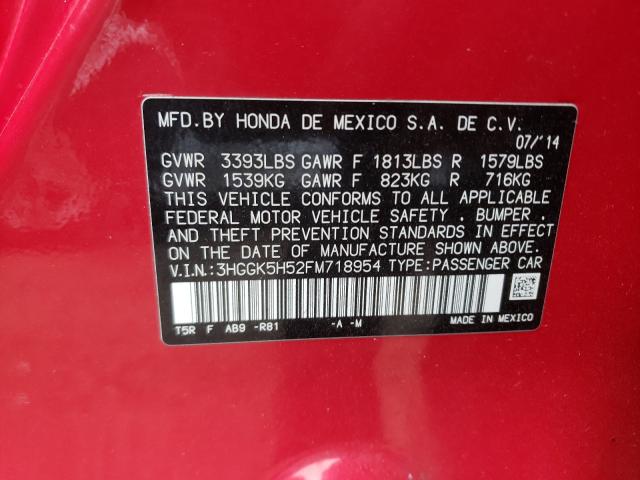 MFD.BY HONDA DE MEXICO S.A. DE C.V.
07/'14
GVWR 3393LBS GAWR F 1813LBS R 1579LBS
GVWR 1539KG GAWR F 823KG R 716KG
THIS VEHICLE CONFORMS TO ALL APPLICABLE
FEDERAL MOTOR VEHICLE SAFETY . BUMPER .
& THEFT PREVENTION STANDARDS IN EFFECT
ON THE DATE OF MANUFACTURE SHOWN ABOVE.
V.I.N.:3HGGK5H52FM718954 TYPE:PASSENGER CAR
T5R F AB9 -R81 -A -M MADE IN MEXICO